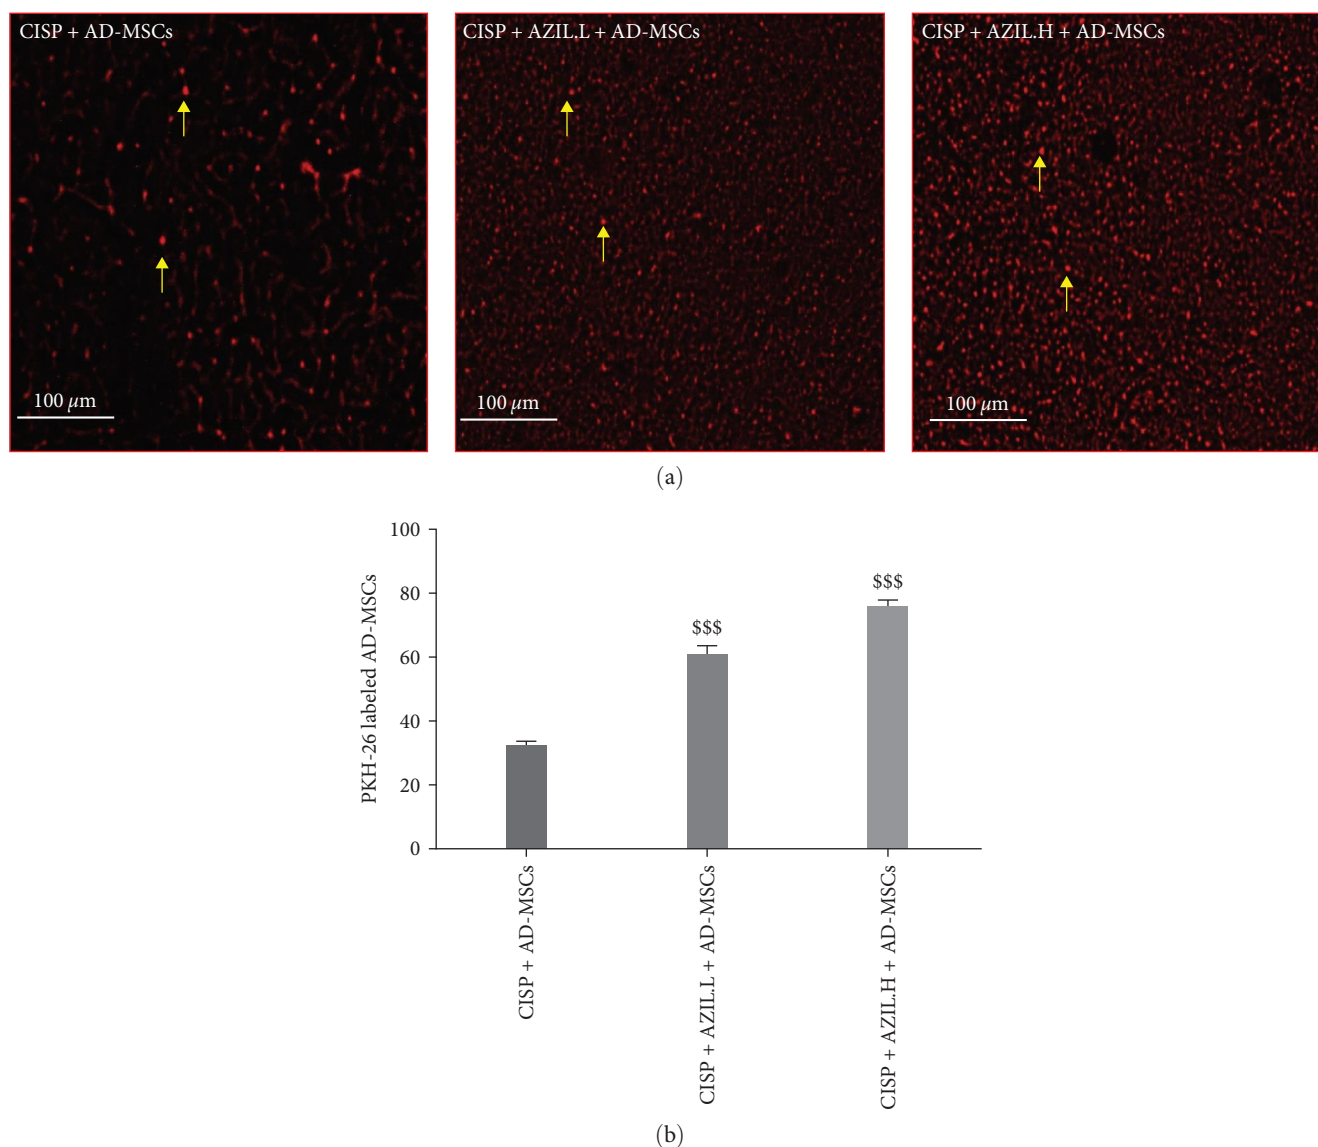 CISP + AD-MSCs
CISP + AZIL.L + AD-MSCs
CISP + AZIL.H + AD-MSCs
100 µm
100 µm
100 µm
(a)
PKH-26 labeled AD-MSCs
100
80
60
40
20
0
$$$
$$$
CISP + AD-MSCs
CISP + AZIL.L + AD-MSCs
CISP + AZIL.H + AD-MSCs
(b)